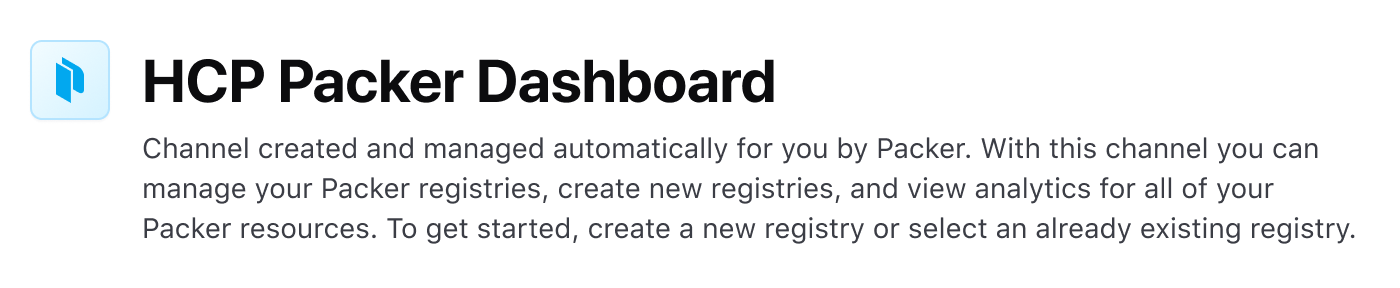 HCP Packer Dashboard
Channel created and managed automatically for you by Packer. With this channel you can
manage your Packer registries, create new registries, and view analytics for all of your
Packer resources. To get started, create a new registry or select an already existing registry.